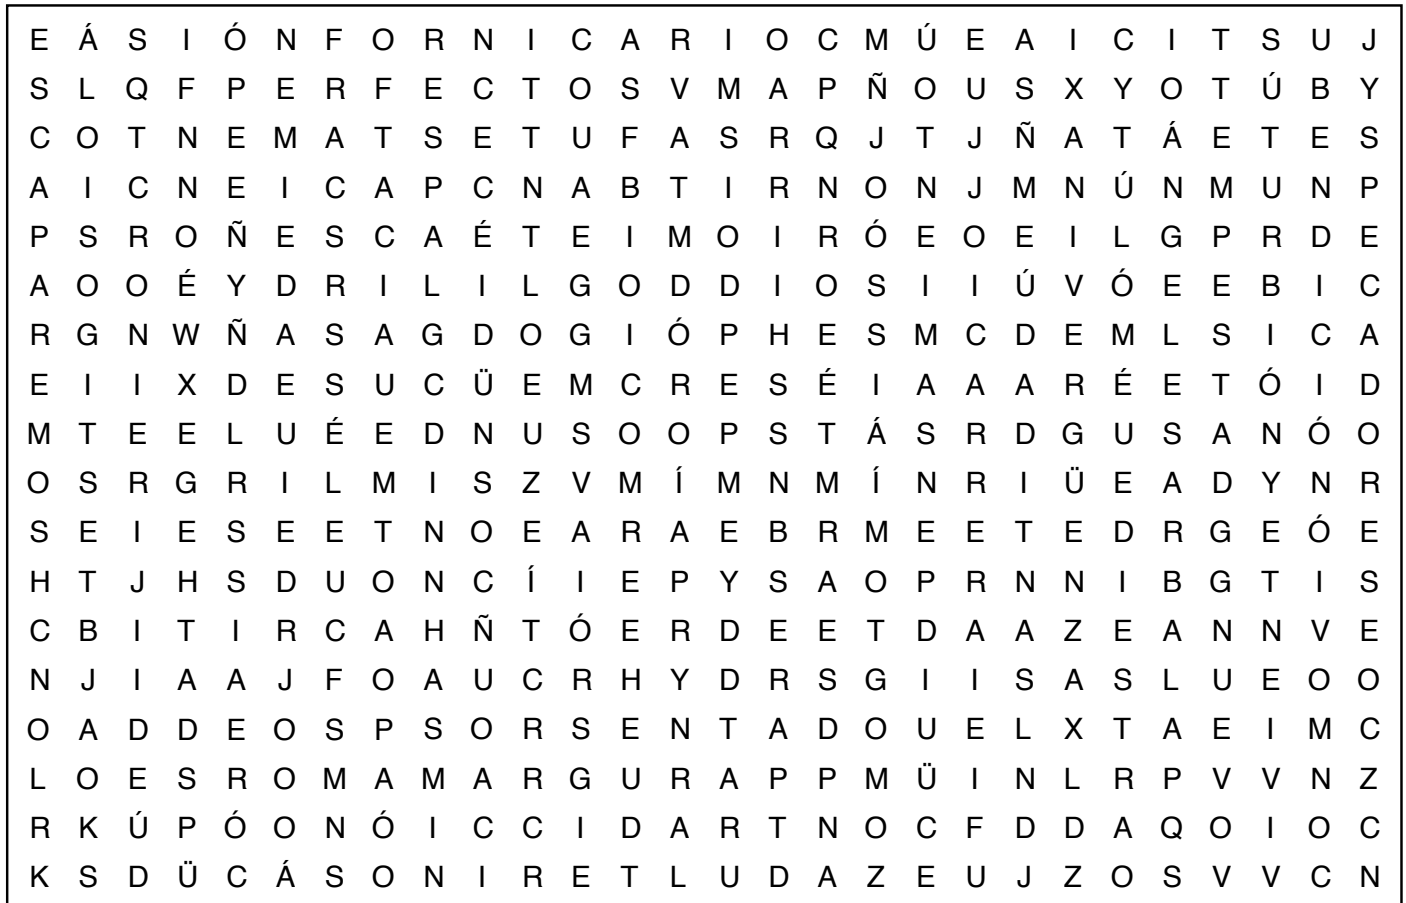 E Á S I Ó N F O R N I C A R I O C M Ú E A I C I T S U J
S L Q F P E R F E C T O S V M A P Ñ O U S X Y O T Ú B Y
C O T N E M A T S E T U F A S R Q J T J Ñ A T Á E T E S
A I C N E I C A P C N A B T I R N O N J M N Ú N M U N P
P S R O Ñ E S C A É T E I M O I R Ó E O E I L G P R D E
A O O É Y D R I L I L G O D D I O S I I Ú V Ó E E B I C
R G N W Ñ A S A G D O G I Ó P H E S M C D E M L S I C A
E I I X D E S U C Ü E M C R E S É I A A A R É E T Ó I D
M T E E L U É E D N U S O O P S T Á S R D G U S A N Ó O
O S R G R I L M I S Z V M Í M N M Í N R I Ü E A D Y N R
S E I E S E E T N O E A R A E B R M E E T E D R G E Ó E
H T J H S D U O N C Í I E P Y S A O P R N N I B G T I S
C B I T I R C A H Ñ T Ó E R D E E T D A A Z E A N N V E
N J I A A J F O A U C R H Y D R S G I I S A S L U E O O
O A D D E O S P S O R S E N T A D O U E L X T A E I M C
L O E S R O M A M A R G U R A P P M Ü I N L R P V V N Z
R K Ú P Ó O N Ó I C C I D A R T N O C F D D A Q O I O C
K S D Ü C Á S O N I R E T L U D A Z E U J Z O S V V C N